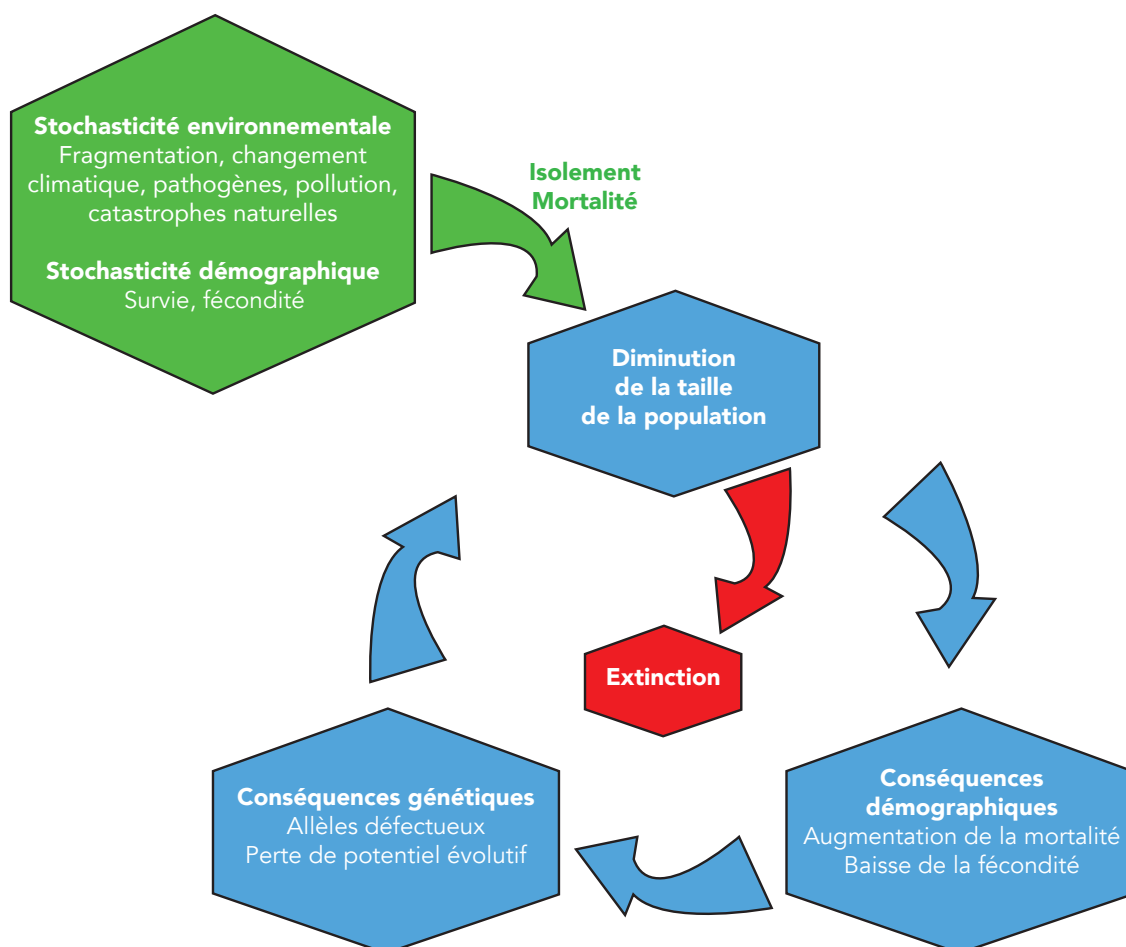 Stochasticité environnementale
Fragmentation, changement
climatique, pathogènes, pollution,
catastrophes naturelles
Stochasticité démographique
Survie, fécondité
Isolement
Mortalité
Diminution
de la taille
de la population
Extinction
Conséquences génétiques
Allèles défectueux
Perte de potentiel évolutif
Conséquences
démographiques
Augmentation de la mortalité
Baisse de la fécondité